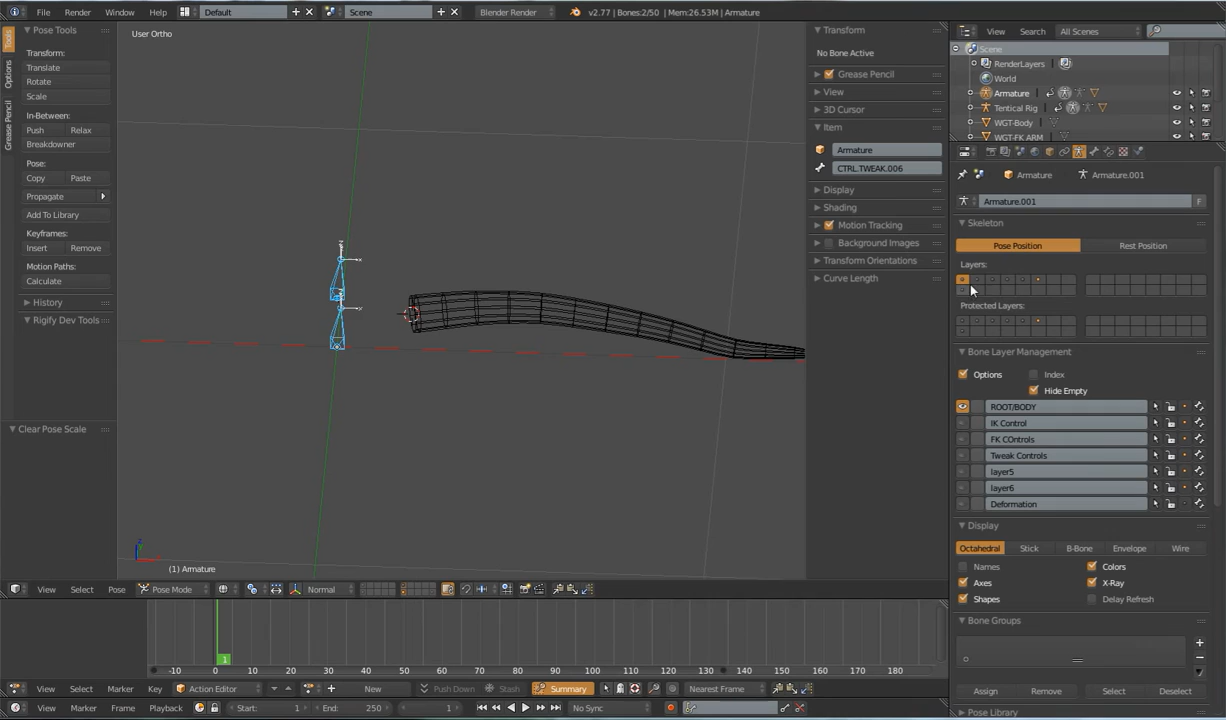 File Render Window Help Default Scene Blender Render v2.77 | Bones:2/50 | Mem:26.53M | Armature
Tools
Options
Grease Pencil
Pose Tools
Transform:
Translate
Rotate
Scale
In-Between:
Push Relax
Breakdowner
Pose:
Copy Paste
Propagate
Add To Library
Keyframes:
Insert Remove
Motion Paths:
Calculate
History
Rigify Dev Tools
Clear Pose Scale
User Ortho
(1) Armature
Transform
No Bone Active
Grease Pencil
View
3D Cursor
Item
Armature
CTRL.TWEAK.006
Display
Shading
Motion Tracking
Background Images
Transform Orientations
Curve Length
View Search All Scenes
Scene
RenderLayers
World
Armature
Tentical Rig
WGT-Body
WGT-FK ARM
Armature Armature.001
Armature.001 F
Skeleton
Pose Position Rest Position
Layers:
Protected Layers:
Bone Layer Management
Options Index
Hide Empty
ROOT/BODY
IK Control
FK COntrols
Tweak Controls
layer5
layer6
Deformation
Display
Octahedral Stick B-Bone Envelope Wire
Names Colors
Axes X-Ray
Shapes Delay Refresh
Bone Groups
Assign Remove Select Deselect
Pose Library
View Select Pose Pose Mode Normal
-10 0 10 20 30 40 50 60 70 80 90 100 110 120 130 140 150 160 170 180
1
View Select Marker Key Action Editor New Push Down Stash Summary Nearest Frame
View Marker Frame Playback Start: 1 End: 250 1 No Sync